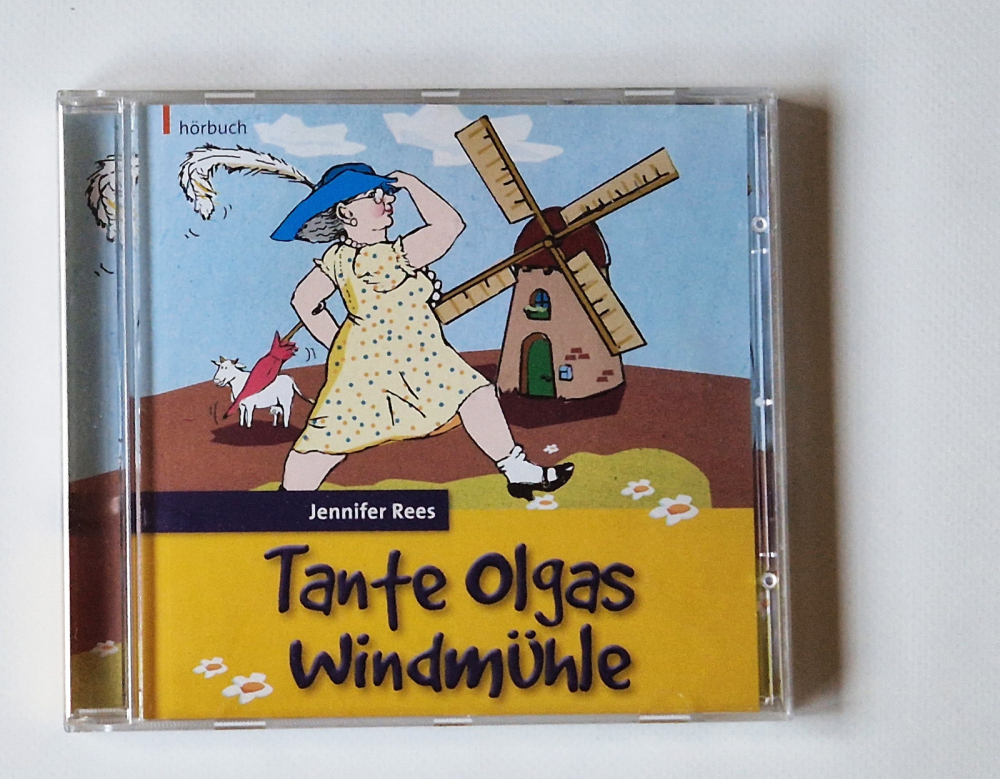 hörbuch
Jennifer Rees
Tante Olgas
Windmühle